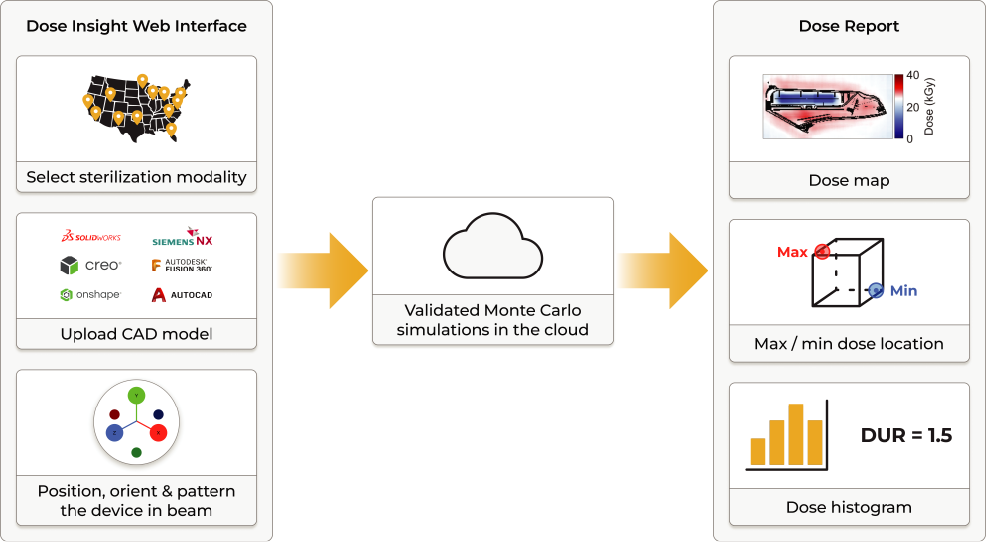 Dose Insight Web Interface
Select sterilization modality
SOLIDWORKS
SIEMENS NX
creo®
AUTODESK®
FUSION 360°
onshape®
AUTOCAD
Upload CAD model
Y
Z
X
Position, orient & pattern
the device in beam
Validated Monte Carlo
simulations in the cloud
Dose Report
40
20
0
Dose (kGy)
Dose map
Max
Min
Max / min dose location
DUR = 1.5
Dose histogram